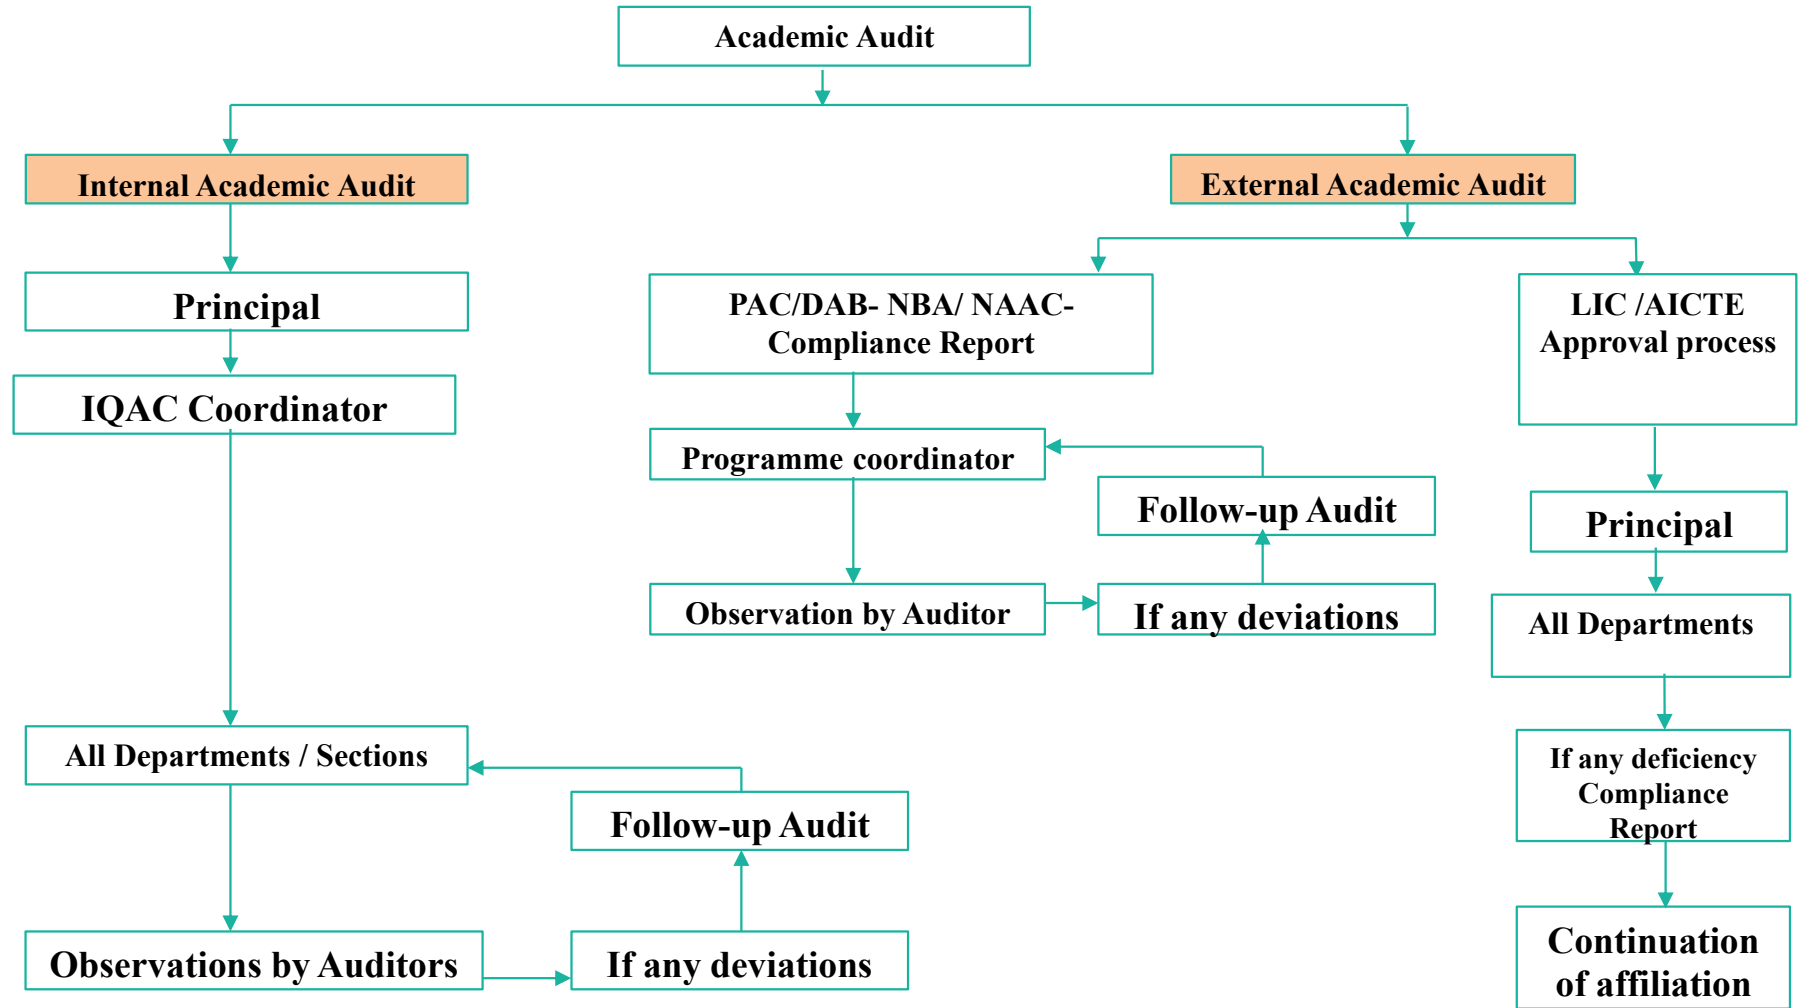 Academic Audit
Internal Academic Audit
External Academic Audit
Principal
IQAC Coordinator
All Departments / Sections
Observations by Auditors
If any deviations
Follow-up Audit
PAC/DAB- NBA/ NAAC-
Compliance Report
Programme coordinator
Observation by Auditor
If any deviations
Follow-up Audit
LIC /AICTE
Approval process
Principal
All Departments
If any deficiency
Compliance
Report
Continuation
of affiliation